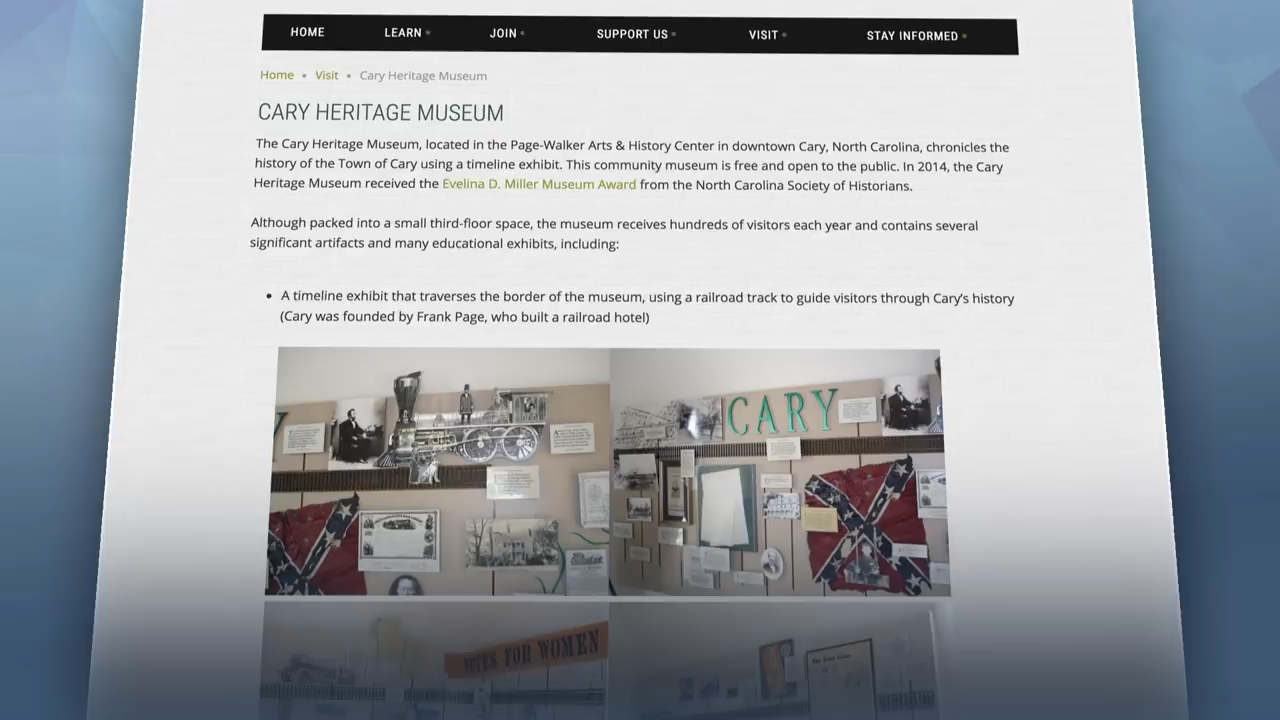 HOME LEARN JOIN SUPPORT US VISIT STAY INFORMED
Home • Visit • Cary Heritage Museum
CARY HERITAGE MUSEUM
The Cary Heritage Museum, located in the Page-Walker Arts & History Center in downtown Cary, North Carolina, chronicles the
history of the Town of Cary using a timeline exhibit. This community museum is free and open to the public. In 2014, the Cary
Heritage Museum received the Evelina D. Miller Museum Award from the North Carolina Society of Historians.
Although packed into a small third-floor space, the museum receives hundreds of visitors each year and contains several
significant artifacts and many educational exhibits, including:
• A timeline exhibit that traverses the border of the museum, using a railroad track to guide visitors through Cary's history
(Cary was founded by Frank Page, who built a railroad hotel)
CARY
VOTES FOR WOMEN